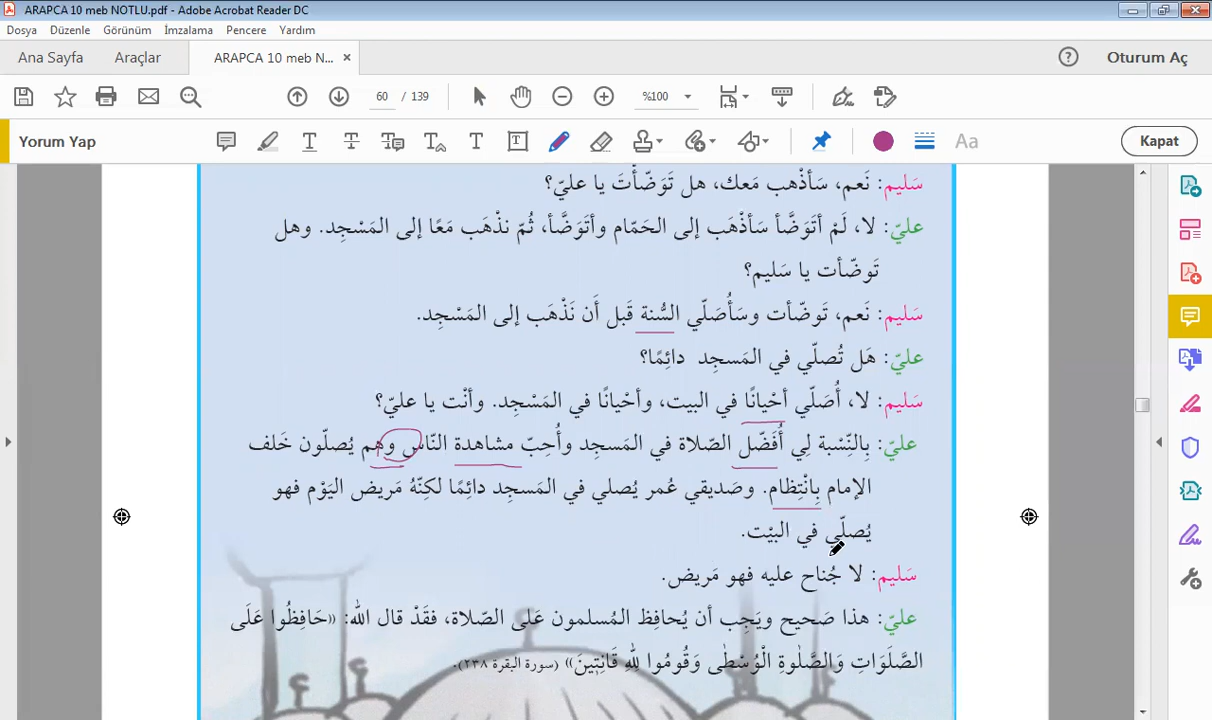 ARAPCA 10 meb NOTLU.pdf - Adobe Acrobat Reader DC
Dosya Düzenle Görünüm İmzalama Pencere Yardım
Ana Sayfa Araçlar ARAPCA 10 meb N... × Oturum Aç
60 / 139 %100
Yorum Yap Kapat
سَليم: نَعم، سَأذْهب مَعك، هل تَوَضّأْتَ يا عليّ؟
عليّ: لا، لَمْ أتَوَضَّأ سَأذْهَب إلى الحَمّام وأتَوَضَّأ، ثُمّ نذْهَب مَعًا إلى المَسْجِد. وهل
تَوضّأت يا سَليم؟
سَليم: نَعم، تَوضّأت وسَأُصَلّي السُّنة قَبل أَن نَذْهَب إلى المَسْجِد.
عليّ: هَل تُصلّي في المَسجِد دائِمًا؟
سَليم: لا، أُصَلّي أحْيانًا في البيت، وأحْيانًا في المَسْجِد. وأنْت يا عليّ؟
عليّ: بِالنِّسْبة لِي أُفَضّل الصّلاة في المَسجِد وأُحِبّ مشاهدة النّاس وهم يُصلّون خَلف
الإمام بِانْتِظام. وصَديقي عُمر يُصلي في المَسجِد دائِمًا لكِنّهُ مَريض اليَوْم فهو
يُصلّي في البيْت.
سَليم: لا جُناح عليه فهو مَريض.
عليّ: هذا صَحيح ويَجِب أن يُحافِظ المُسلمون عَلى الصّلاة، فقَدْ قال الله: «حَافِظُوا عَلَى
الصَّلَوَاتِ وَالصَّلٰوةِ الْوُسْطٰى وَقُومُوا لِلّٰهِ قَانِتِينَ» (سورة البقرة ٢٣٨).